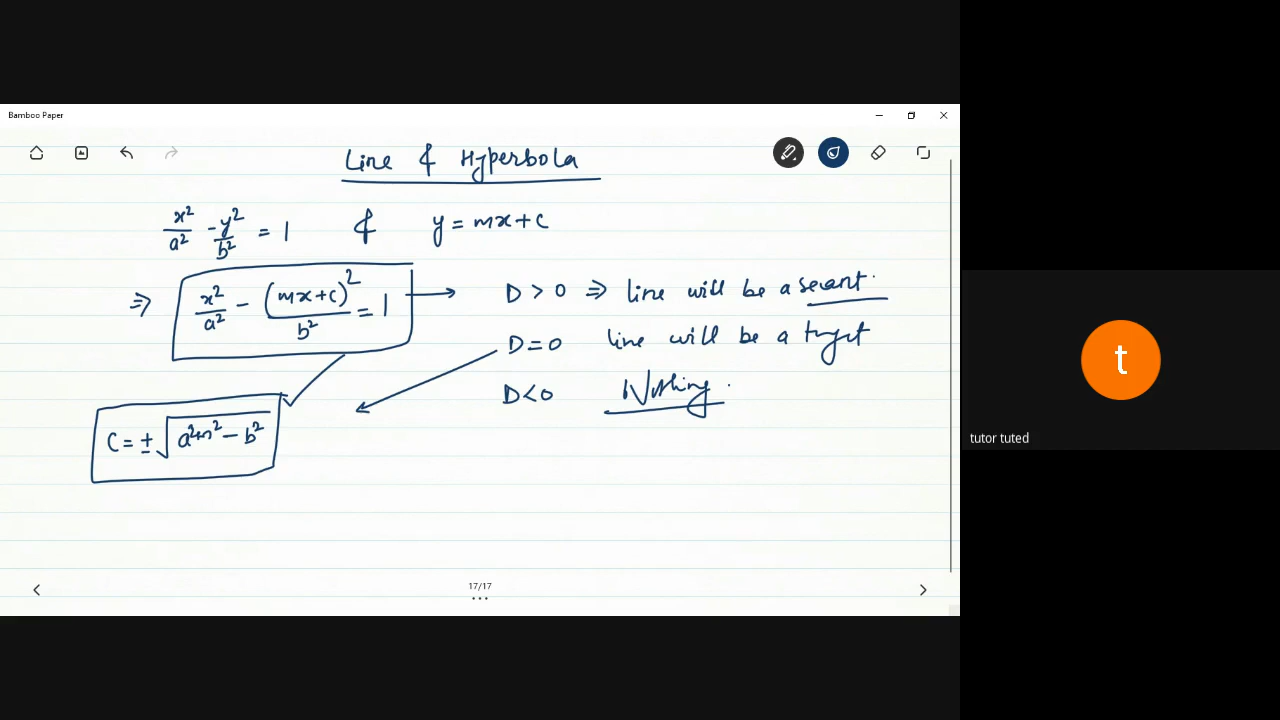 Bamboo Paper
Line & Hyperbola
x²/a² - y²/b² = 1 & y = mx + c
⇒ x²/a² - (mx+c)²/b² = 1
D > 0 ⇒ line will be a secant.
D = 0 line will be a tngt
D < 0 Nothing.
C = ± √a²m² - b²
t
tutor tuted
17/17